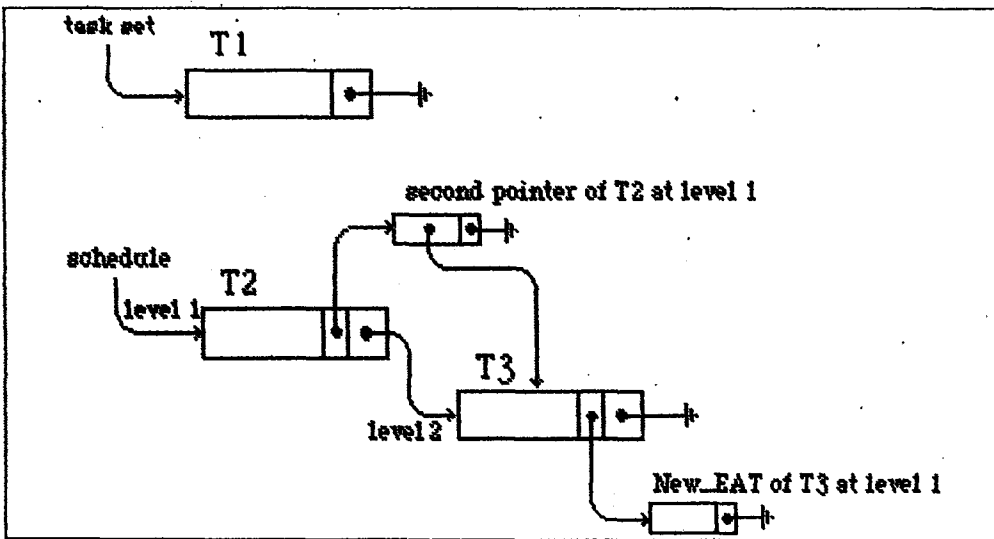 task set
T1
second pointer of T2 at level 1
schedule
T2
level 1
T3
level 2
New_EAT of T3 at level 1